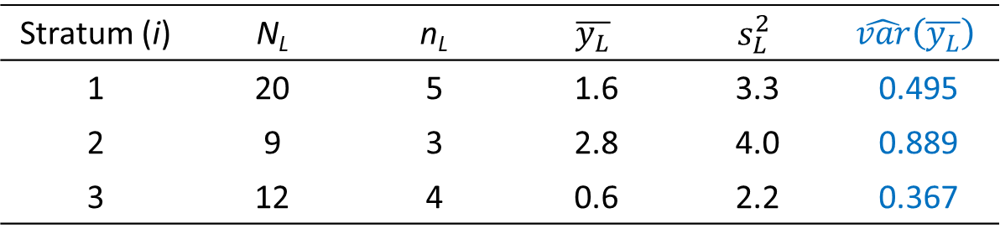 Stratum (i) N_L n_L \overline{y_L} s_L^2 \widehat{var}(\overline{y_L})
1 20 5 1.6 3.3 0.495
2 9 3 2.8 4.0 0.889
3 12 4 0.6 2.2 0.367